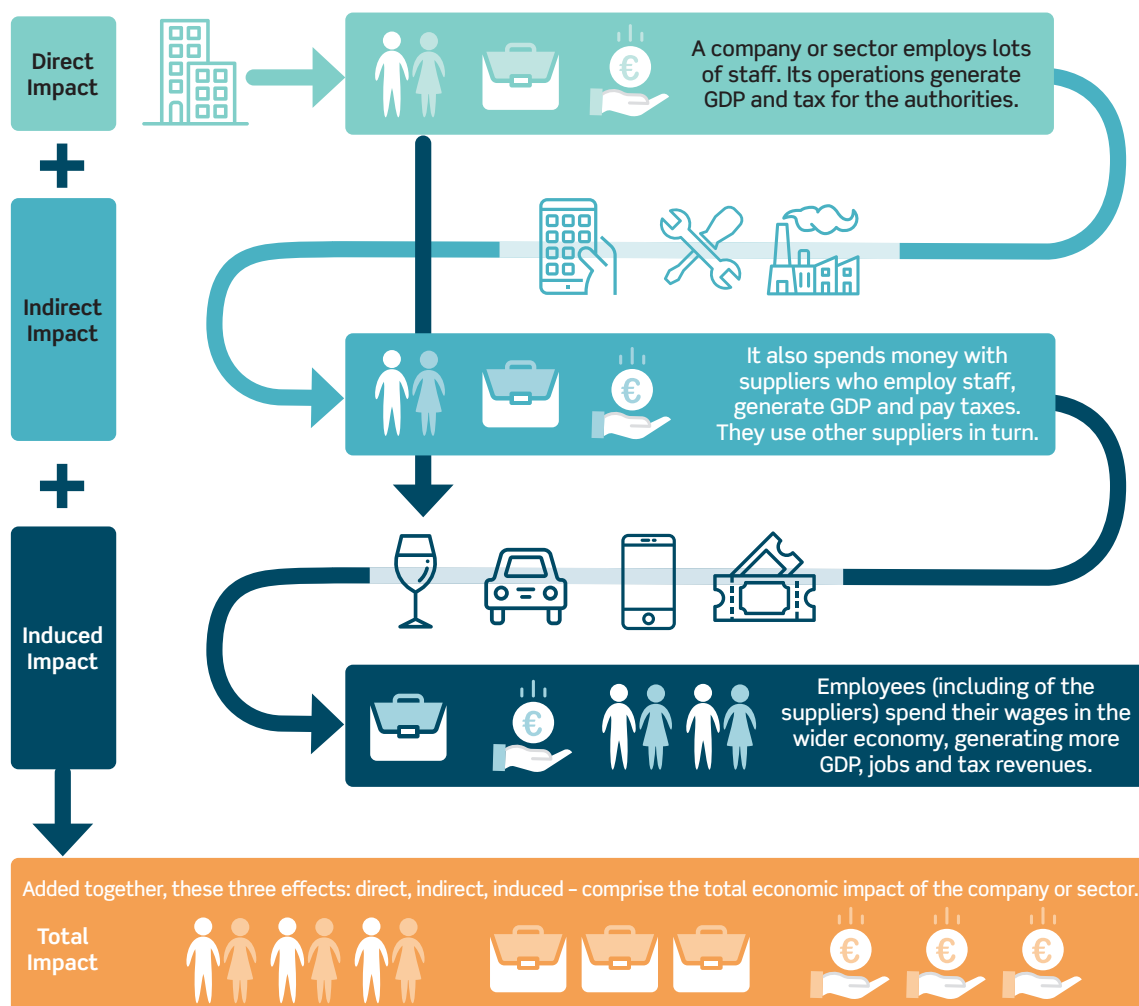 Direct
Impact
A company or sector employs lots
of staff. Its operations generate
GDP and tax for the authorities.
€
+
Indirect
Impact
It also spends money with
suppliers who employ staff,
generate GDP and pay taxes.
They use other suppliers in turn.
€
+
Induced
Impact
Employees (including of the
suppliers) spend their wages in the
wider economy, generating more
GDP, jobs and tax revenues.
€
Added together, these three effects: direct, indirect, induced – comprise the total economic impact of the company or sector.
Total
Impact
€ € €